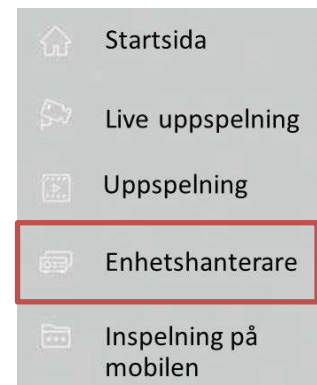 Startsida
Live uppspelning
Uppspelning
Enhetshanterare
Inspelning på
mobilen